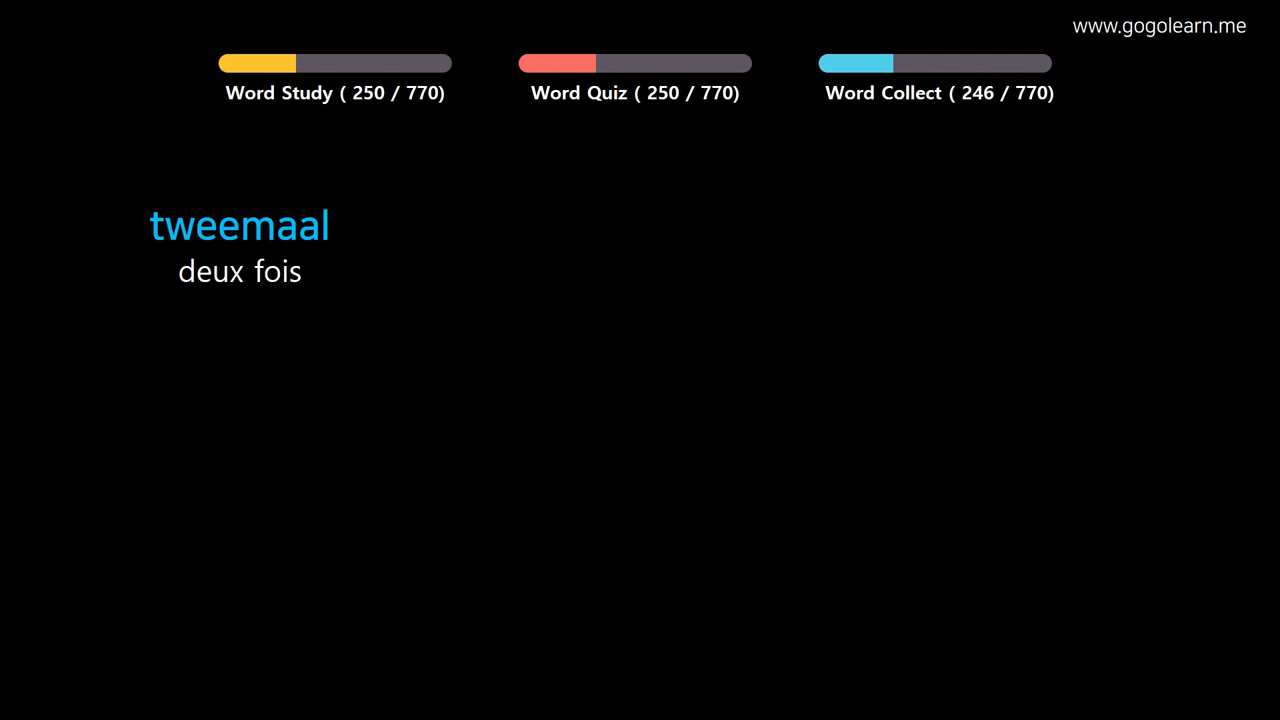 www.gogolearn.me
Word Study ( 250 / 770)
Word Quiz ( 250 / 770)
Word Collect ( 246 / 770)
tweemaal
deux fois